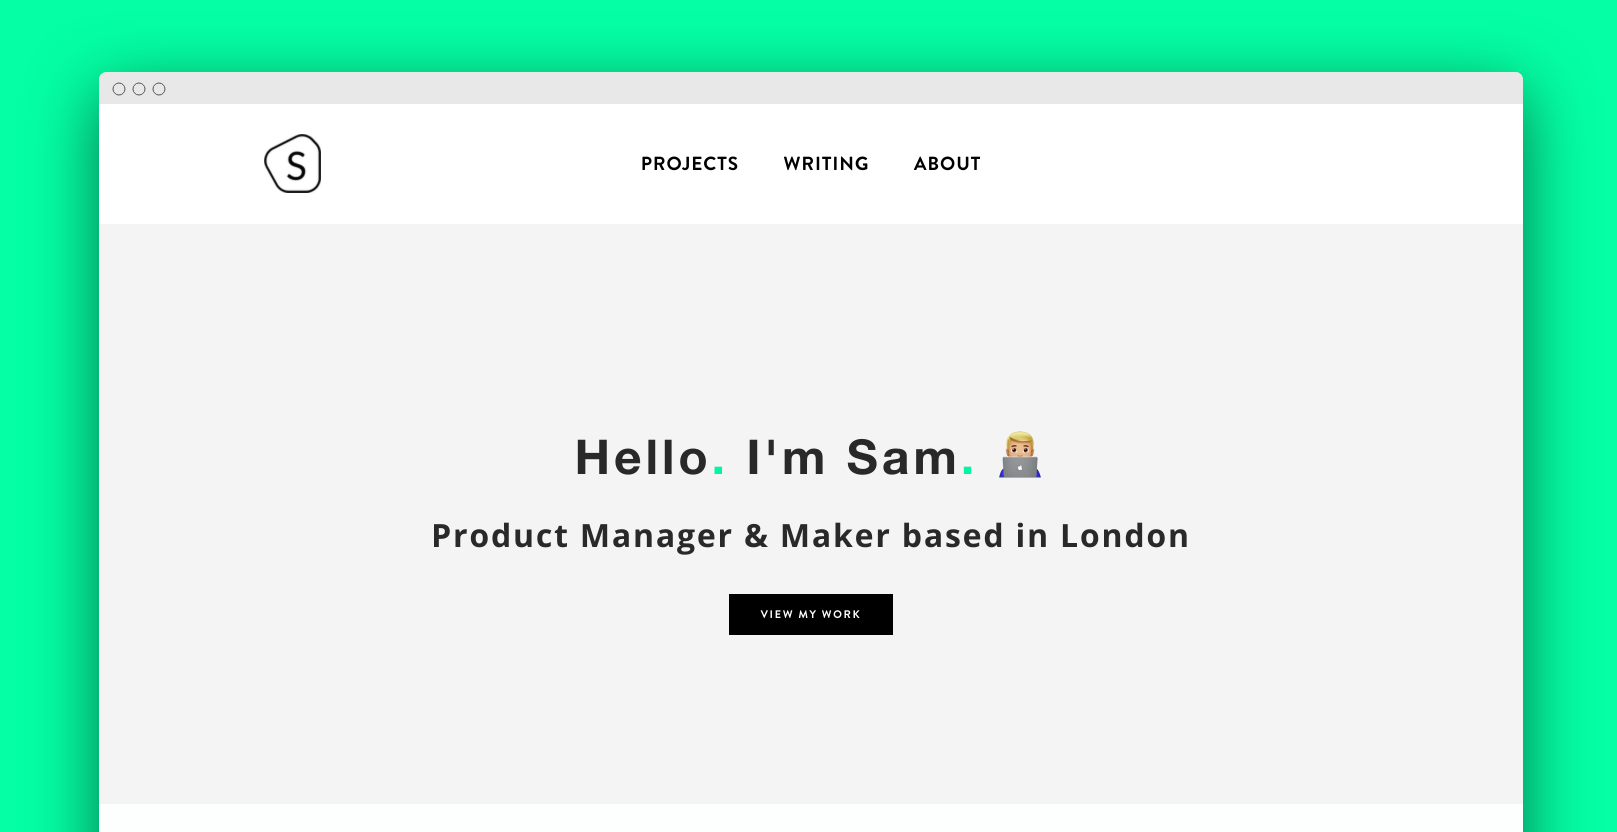 S
PROJECTS WRITING ABOUT
Hello. I'm Sam. 👨🏼‍💻
Product Manager & Maker based in London
VIEW MY WORK